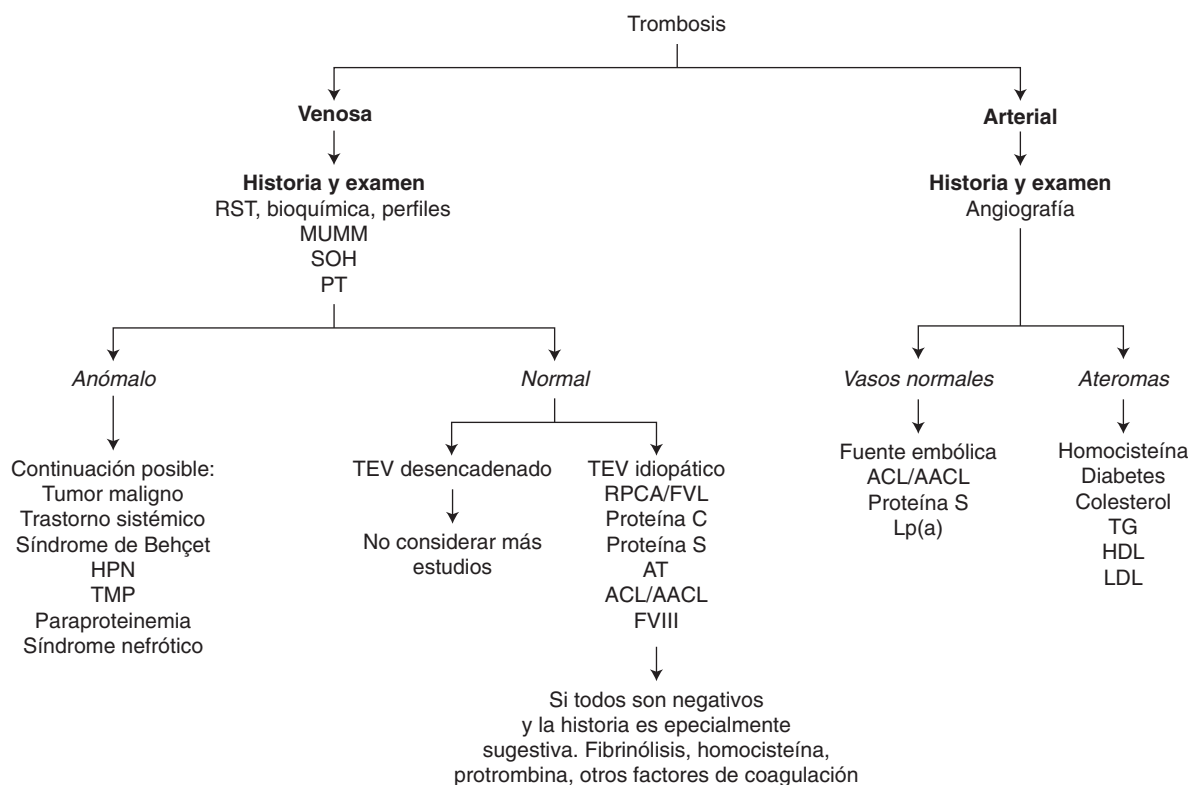 Trombosis
Venosa
Historia y examen
RST, bioquímica, perfiles
MUMM
SOH
PT
Arterial
Historia y examen
Angiografía
Anómalo
Continuación posible:
Tumor maligno
Trastorno sistémico
Síndrome de Behçet
HPN
TMP
Paraproteinemia
Síndrome nefrótico
Normal
TEV desencadenado
No considerar más
estudios
TEV idiopático
RPCA/FVL
Proteína C
Proteína S
AT
ACL/AACL
FVIII
Si todos son negativos
y la historia es epecialmente
sugestiva. Fibrinólisis, homocisteína,
protrombina, otros factores de coagulación
Vasos normales
Fuente embólica
ACL/AACL
Proteína S
Lp(a)
Ateromas
Homocisteína
Diabetes
Colesterol
TG
HDL
LDL